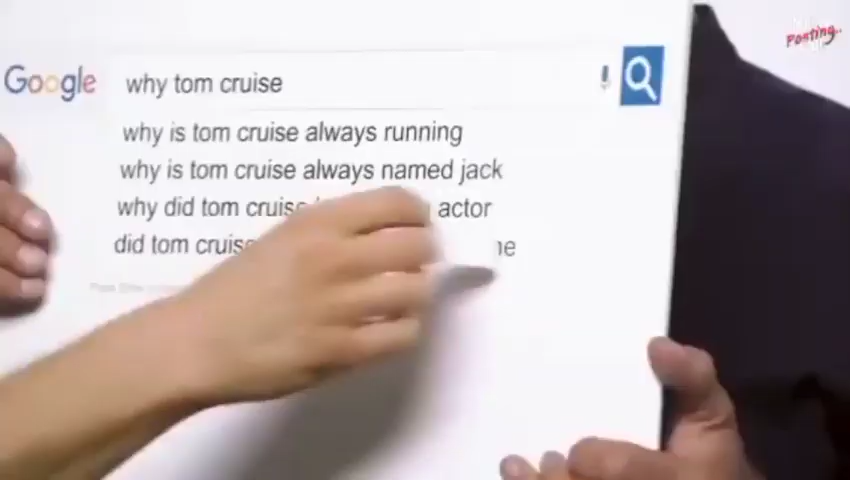 Posting..
Google
why tom cruise
why is tom cruise always running
why is tom cruise always named jack
why did tom cruise actor
did tom cruise